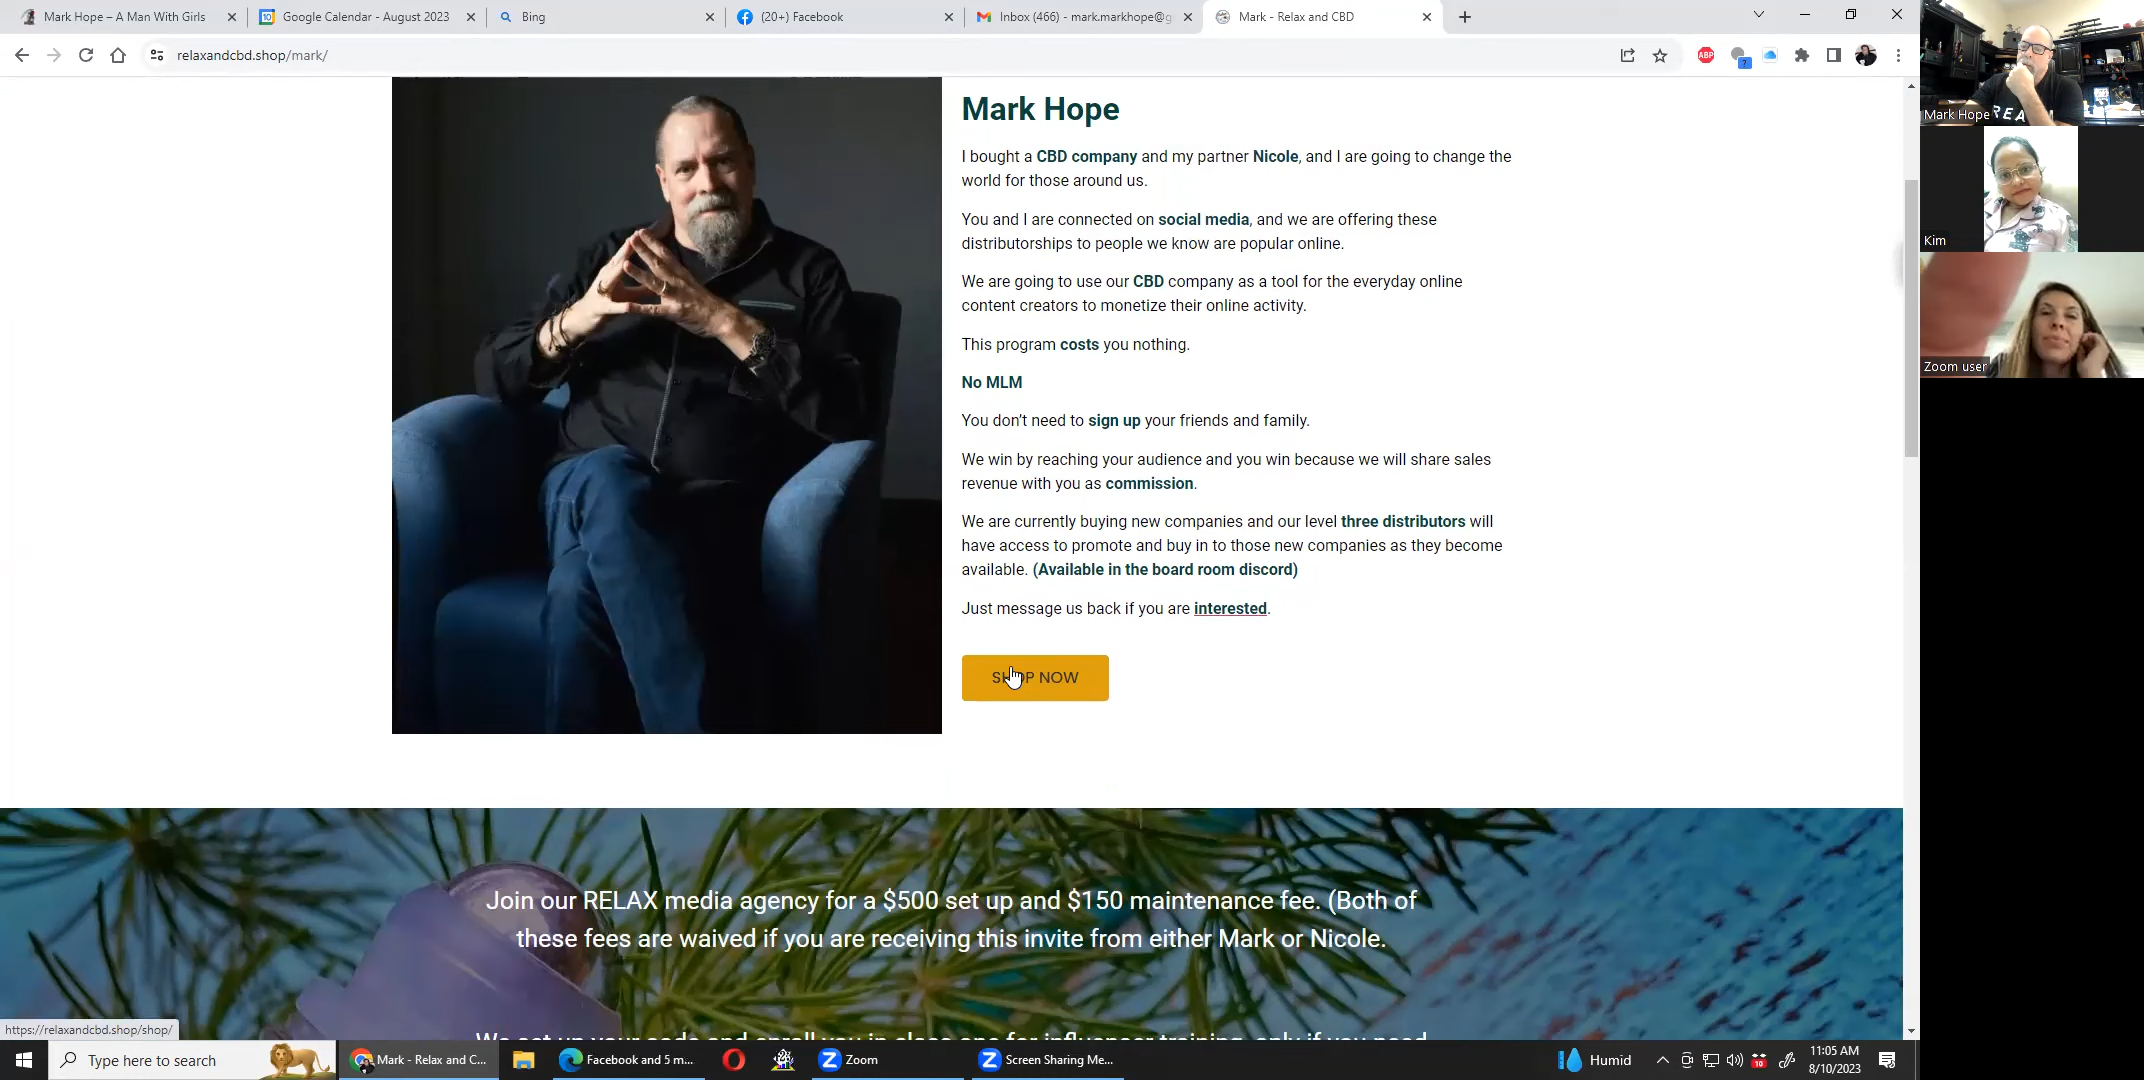 Mark Hope – A Man With Girls
Google Calendar - August 2023
Bing
(20+) Facebook
Inbox (466) - mark.markhope@g
Mark - Relax and CBD
relaxandcbd.shop/mark/
ABP
7
Mark Hope
I bought a CBD company and my partner Nicole, and I are going to change the
world for those around us.
You and I are connected on social media, and we are offering these
distributorships to people we know are popular online.
We are going to use our CBD company as a tool for the everyday online
content creators to monetize their online activity.
This program costs you nothing.
No MLM
You don’t need to sign up your friends and family.
We win by reaching your audience and you win because we will share sales
revenue with you as commission.
We are currently buying new companies and our level three distributors will
have access to promote and buy in to those new companies as they become
available. (Available in the board room discord)
Just message us back if you are interested.
SHOP NOW
Join our RELAX media agency for a $500 set up and $150 maintenance fee. (Both of
these fees are waived if you are receiving this invite from either Mark or Nicole.
https://relaxandcbd.shop/shop/
Mark Hope
REA
Kim
Zoom user
Type here to search
Mark - Relax and C...
Facebook and 5 m...
Zoom
Screen Sharing Me...
Humid
10
11:05 AM
8/10/2023